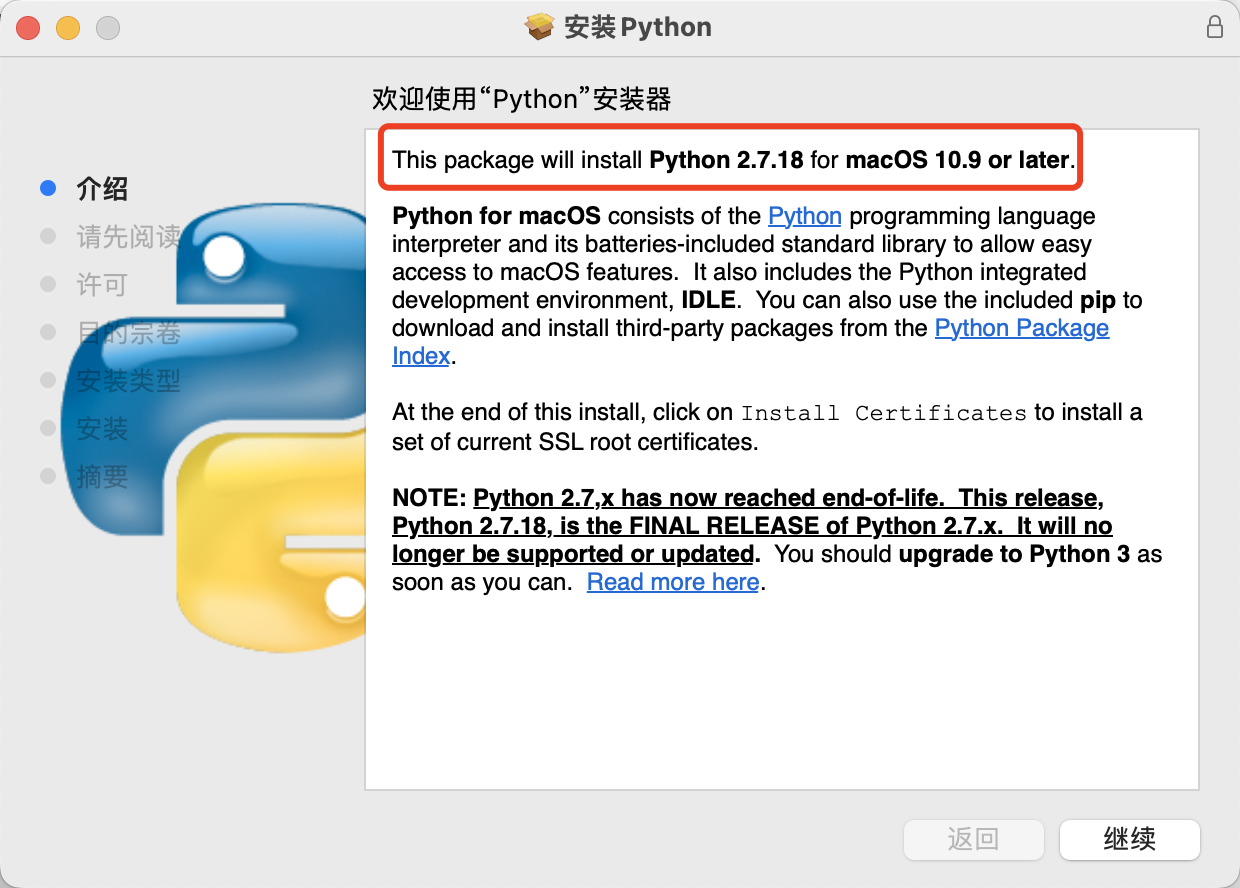 安装Python
欢迎使用“Python”安装器
介绍
请先阅读
许可
目的宗卷
安装类型
安装
摘要
This package will install Python 2.7.18 for macOS 10.9 or later.
Python for macOS consists of the Python programming language
interpreter and its batteries-included standard library to allow easy
access to macOS features.  It also includes the Python integrated
development environment, IDLE.  You can also use the included pip to
download and install third-party packages from the Python Package
Index.
At the end of this install, click on Install Certificates to install a
set of current SSL root certificates.
NOTE: Python 2.7,x has now reached end-of-life.  This release,
Python 2.7.18, is the FINAL RELEASE of Python 2.7.x.  It will no
longer be supported or updated.  You should upgrade to Python 3 as
soon as you can.  Read more here.
返回
继续